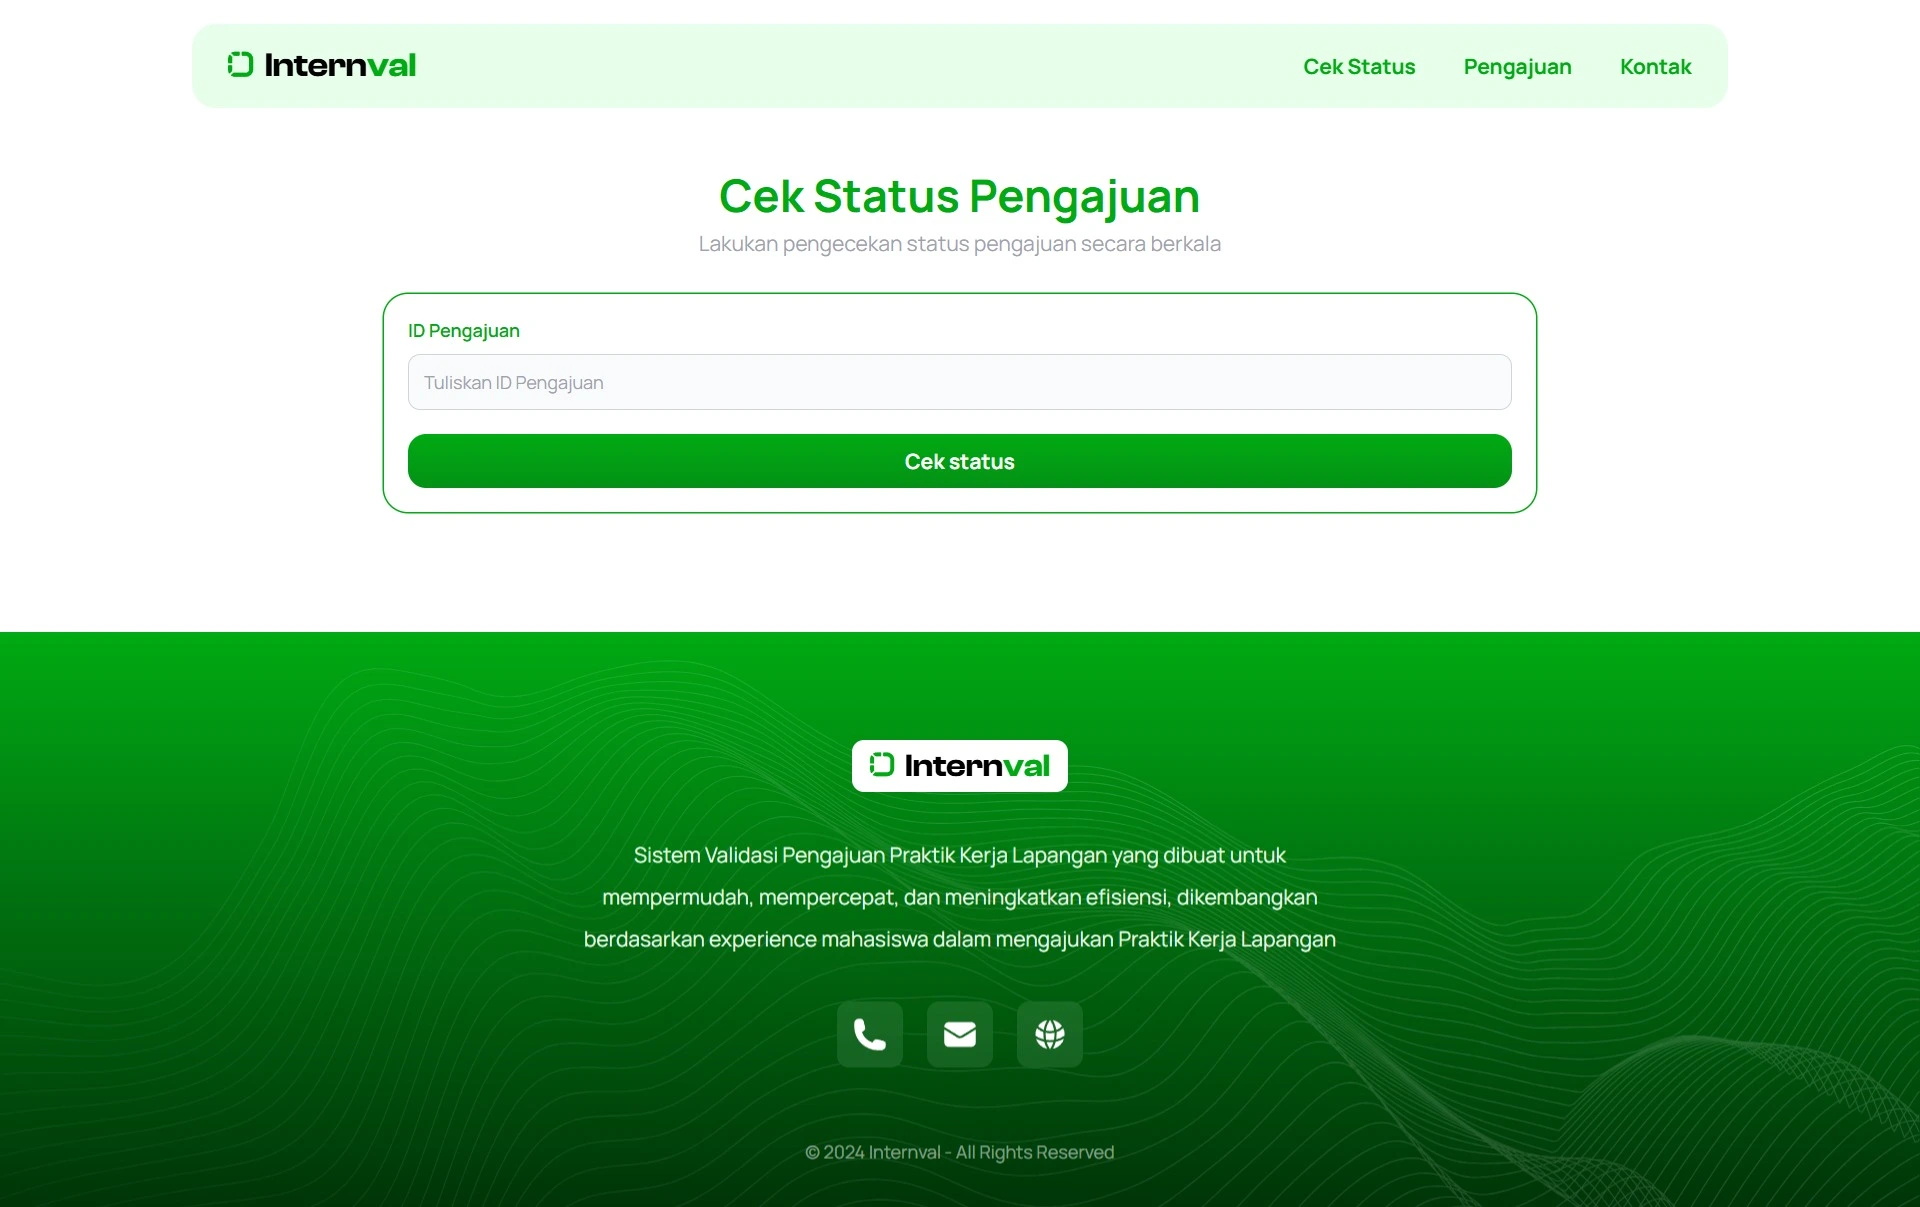 Internval
Cek Status
Pengajuan
Kontak
Cek Status Pengajuan
Lakukan pengecekan status pengajuan secara berkala
ID Pengajuan
Tuliskan ID Pengajuan
Cek status
Internval
Sistem Validasi Pengajuan Praktik Kerja Lapangan yang dibuat untuk
mempermudah, mempercepat, dan meningkatkan efisiensi, dikembangkan
berdasarkan experience mahasiswa dalam mengajukan Praktik Kerja Lapangan
© 2024 Internval - All Rights Reserved